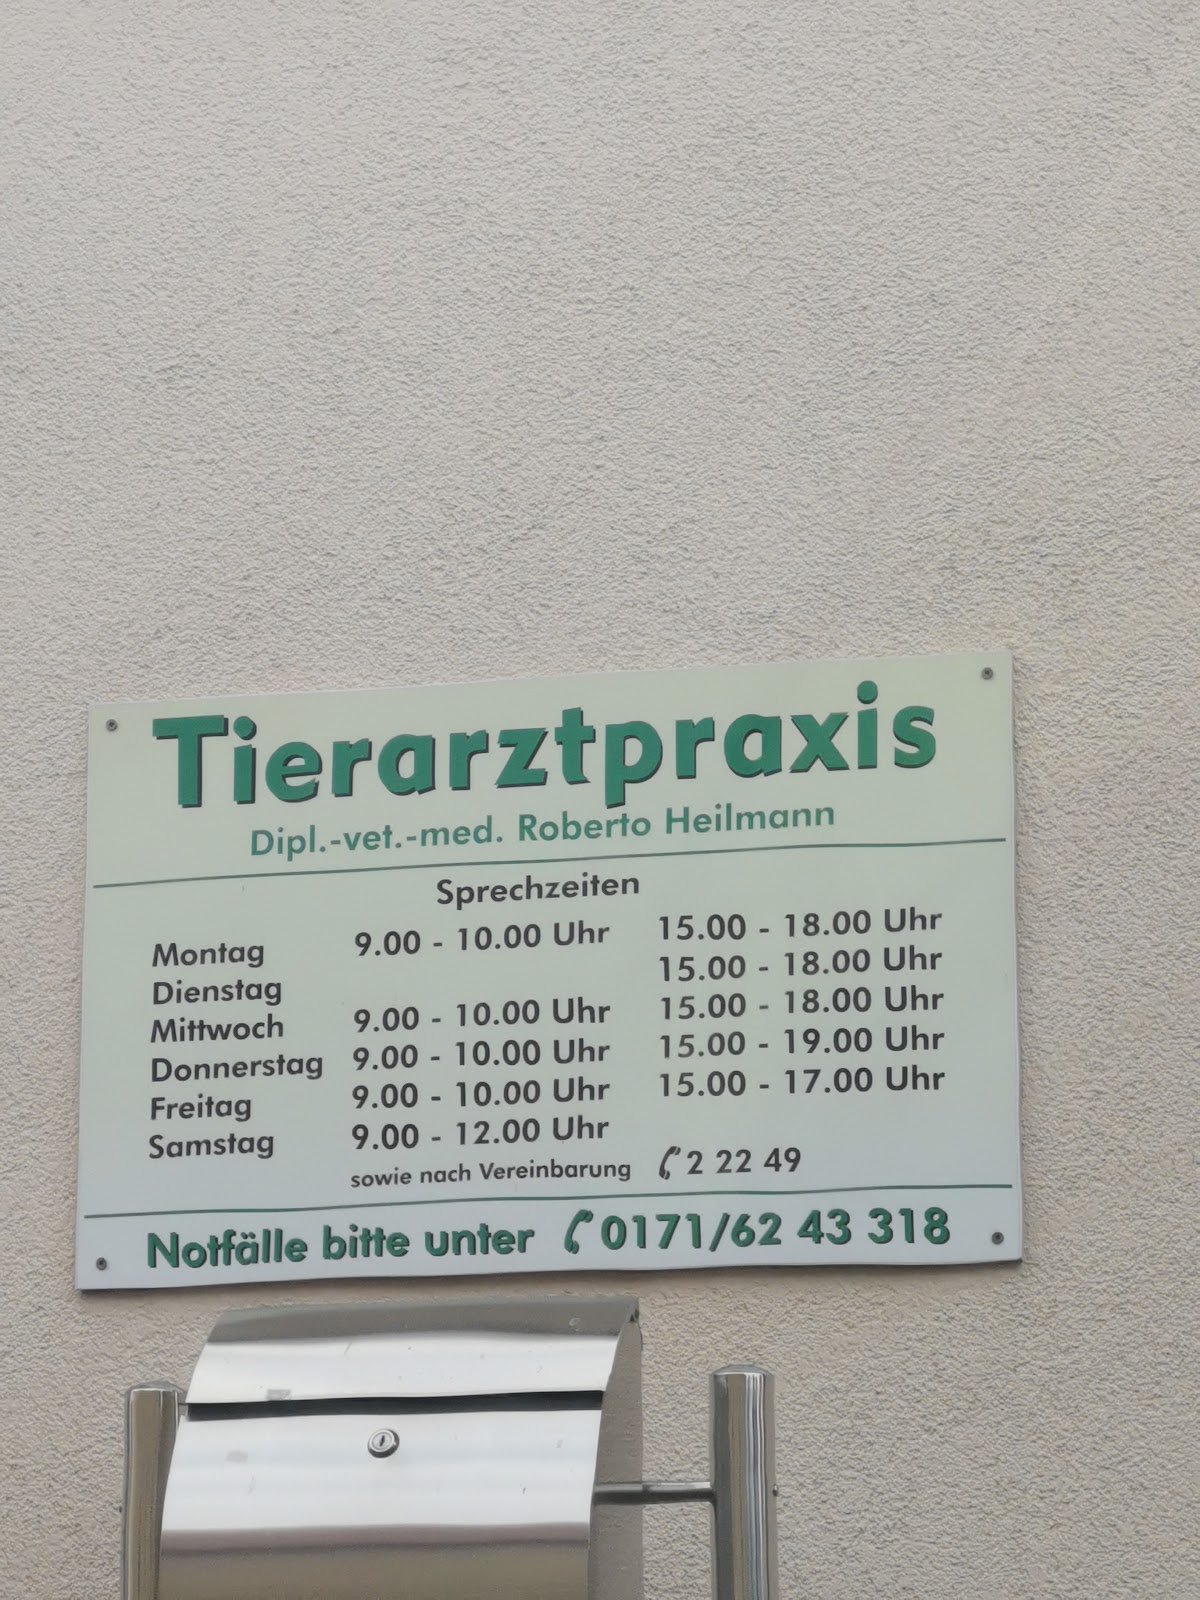 Tierarztpraxis
Dipl.-vet.-med. Roberto Heilmann
Sprechzeiten
Montag 9.00 - 10.00 Uhr 15.00 - 18.00 Uhr
Dienstag 15.00 - 18.00 Uhr
Mittwoch 9.00 - 10.00 Uhr 15.00 - 18.00 Uhr
Donnerstag 9.00 - 10.00 Uhr 15.00 - 19.00 Uhr
Freitag 9.00 - 10.00 Uhr 15.00 - 17.00 Uhr
Samstag 9.00 - 12.00 Uhr
sowie nach Vereinbarung 2 22 49
Notfälle bitte unter 0171/62 43 318